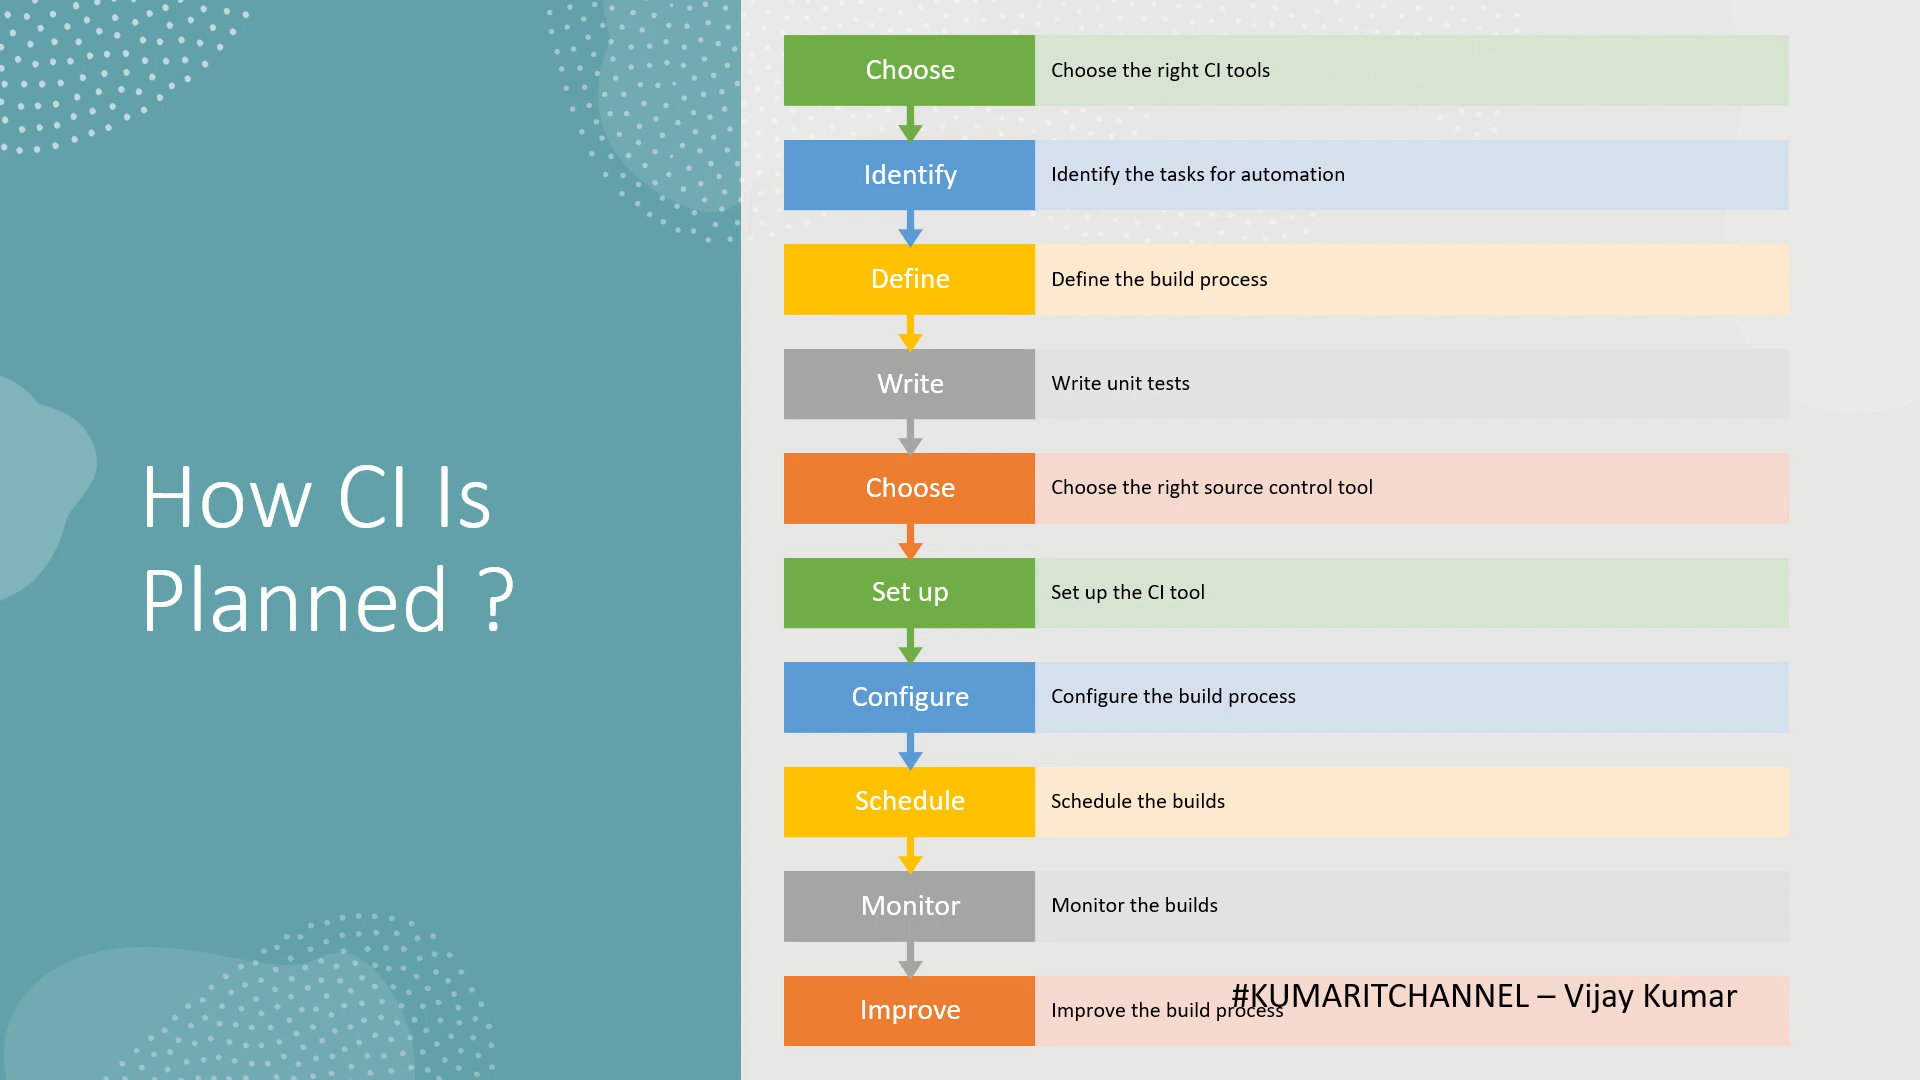 How CI Is
Planned ?
Choose
Choose the right CI tools
Identify
Identify the tasks for automation
Define
Define the build process
Write
Write unit tests
Choose
Choose the right source control tool
Set up
Set up the CI tool
Configure
Configure the build process
Schedule
Schedule the builds
Monitor
Monitor the builds
Improve
Improve the build process
#KUMARITCHANNEL – Vijay Kumar